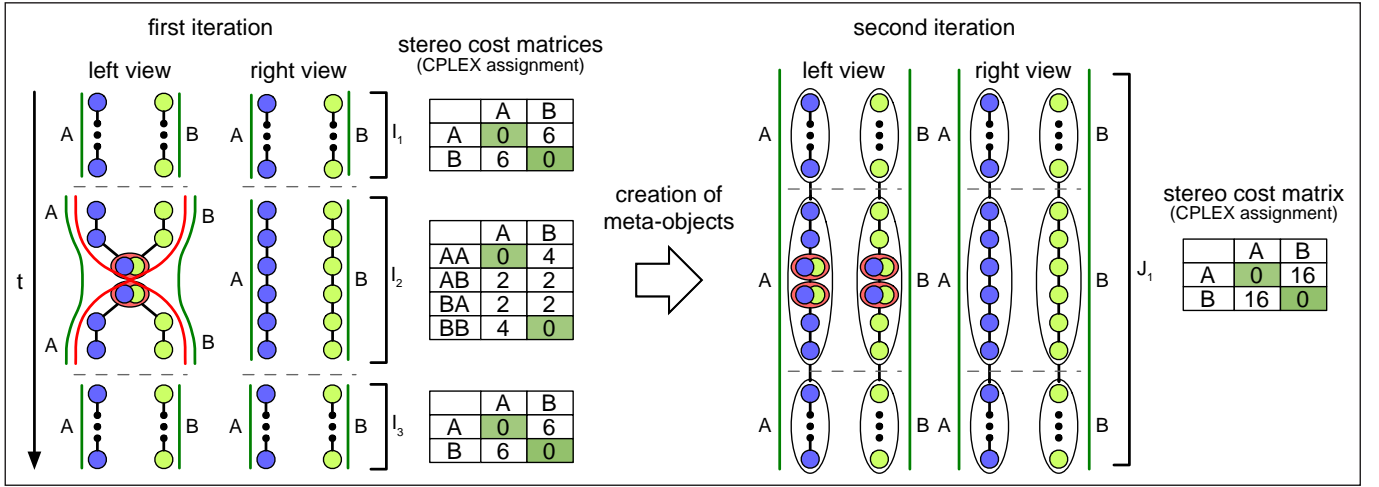 first iteration
second iteration
stereo cost matrices
(CPLEX assignment)
left view
right view
left view
right view
A B
A 0 6
B 6 0
A B A B I1
A B A B J1
A
B
A B I2
A
B
A B
AA 0 4
AB 2 2
BA 2 2
BB 4 0
creation of
meta-objects
t
A B A B
stereo cost matrix
(CPLEX assignment)
A B
A 0 16
B 16 0
A B A B I3
A B
A 0 6
B 6 0
A B A B